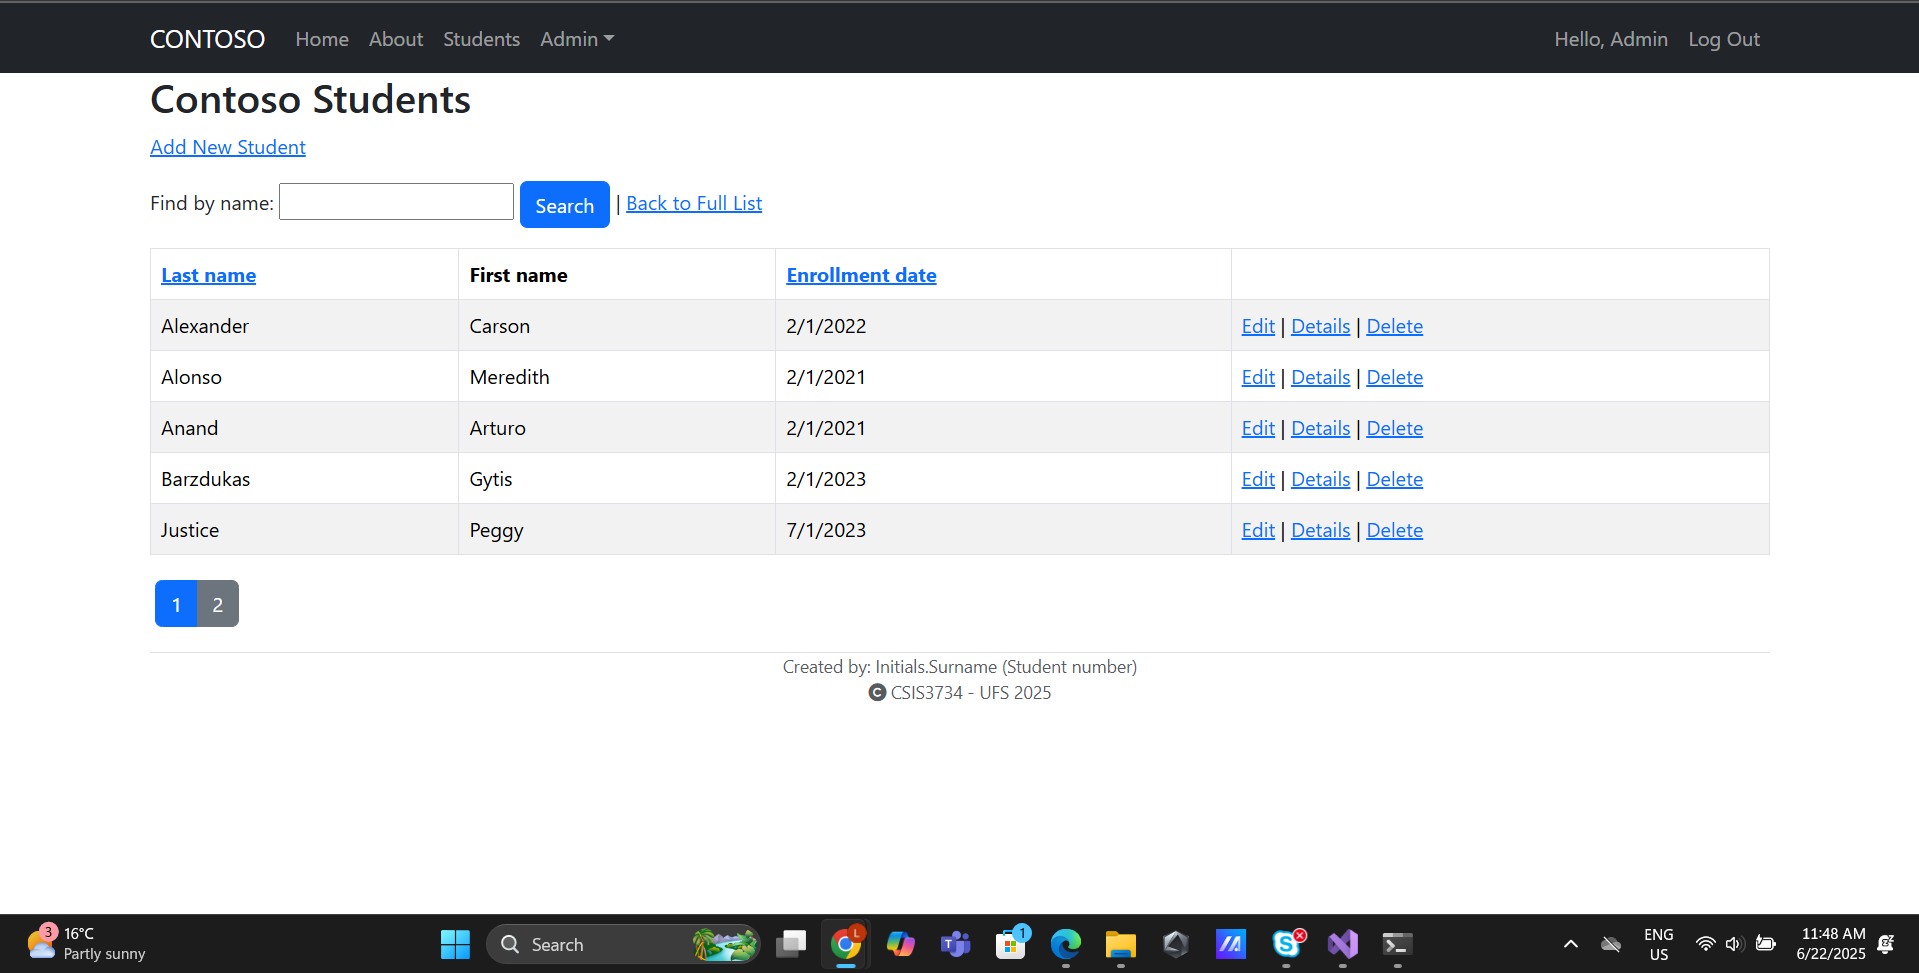 CONTOSO Home About Students Admin Hello, Admin Log Out
Contoso Students
Add New Student
Find by name: Search | Back to Full List
Last name First name Enrollment date
Alexander Carson 2/1/2022 Edit | Details | Delete
Alonso Meredith 2/1/2021 Edit | Details | Delete
Anand Arturo 2/1/2021 Edit | Details | Delete
Barzdukas Gytis 2/1/2023 Edit | Details | Delete
Justice Peggy 7/1/2023 Edit | Details | Delete
1 2
Created by: Initials.Surname (Student number)
© CSIS3734 - UFS 2025
3 16°C
Partly sunny
Search
L
T
1
ENG
US
11:48 AM
6/22/2025